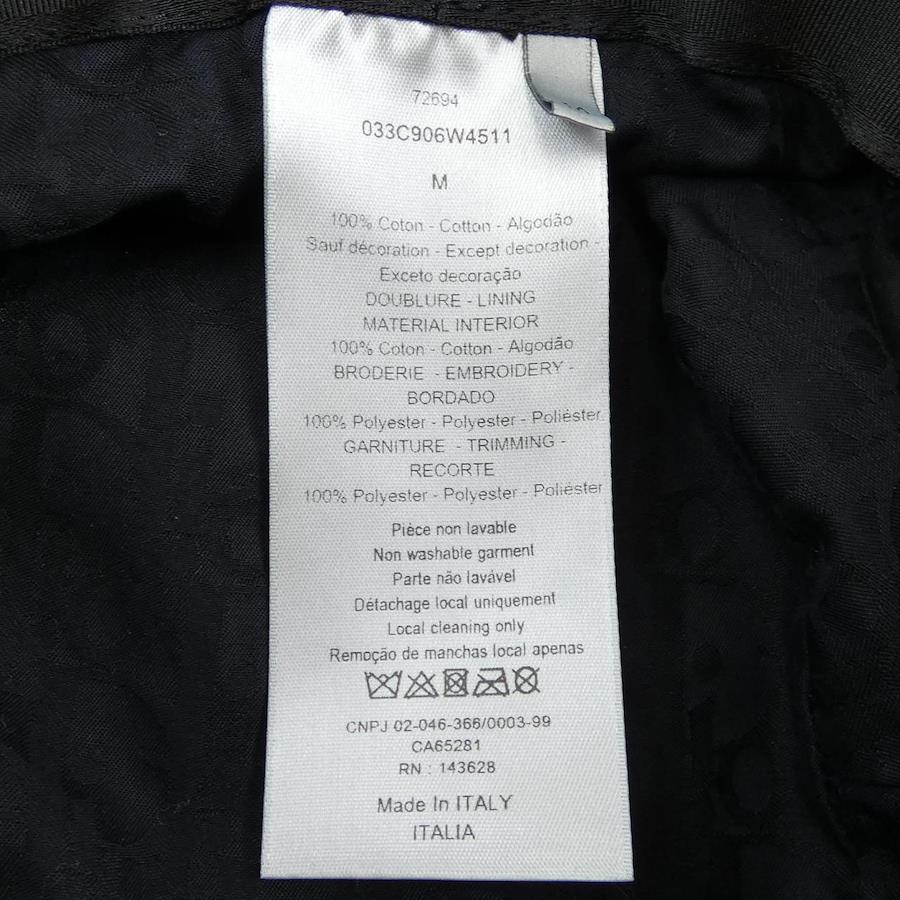 72694
033C906W4511
M
100% Coton - Cotton - Algodão
Sauf décoration - Except decoration -
Exceto decoração
DOUBLURE - LINING
MATERIAL INTERIOR
100% Coton - Cotton - Algodão
BRODERIE - EMBROIDERY -
BORDADO
100% Polyester - Polyester - Poliéster
GARNITURE - TRIMMING -
RECORTE
100% Polyester - Polyester - Poliéster
Pièce non lavable
Non washable garment
Parte não lavável
Détachage local uniquement
Local cleaning only
Remoção de manchas local apenas
CNPJ 02-046-366/0003-99
CA65281
RN : 143628
Made In ITALY
ITALIA